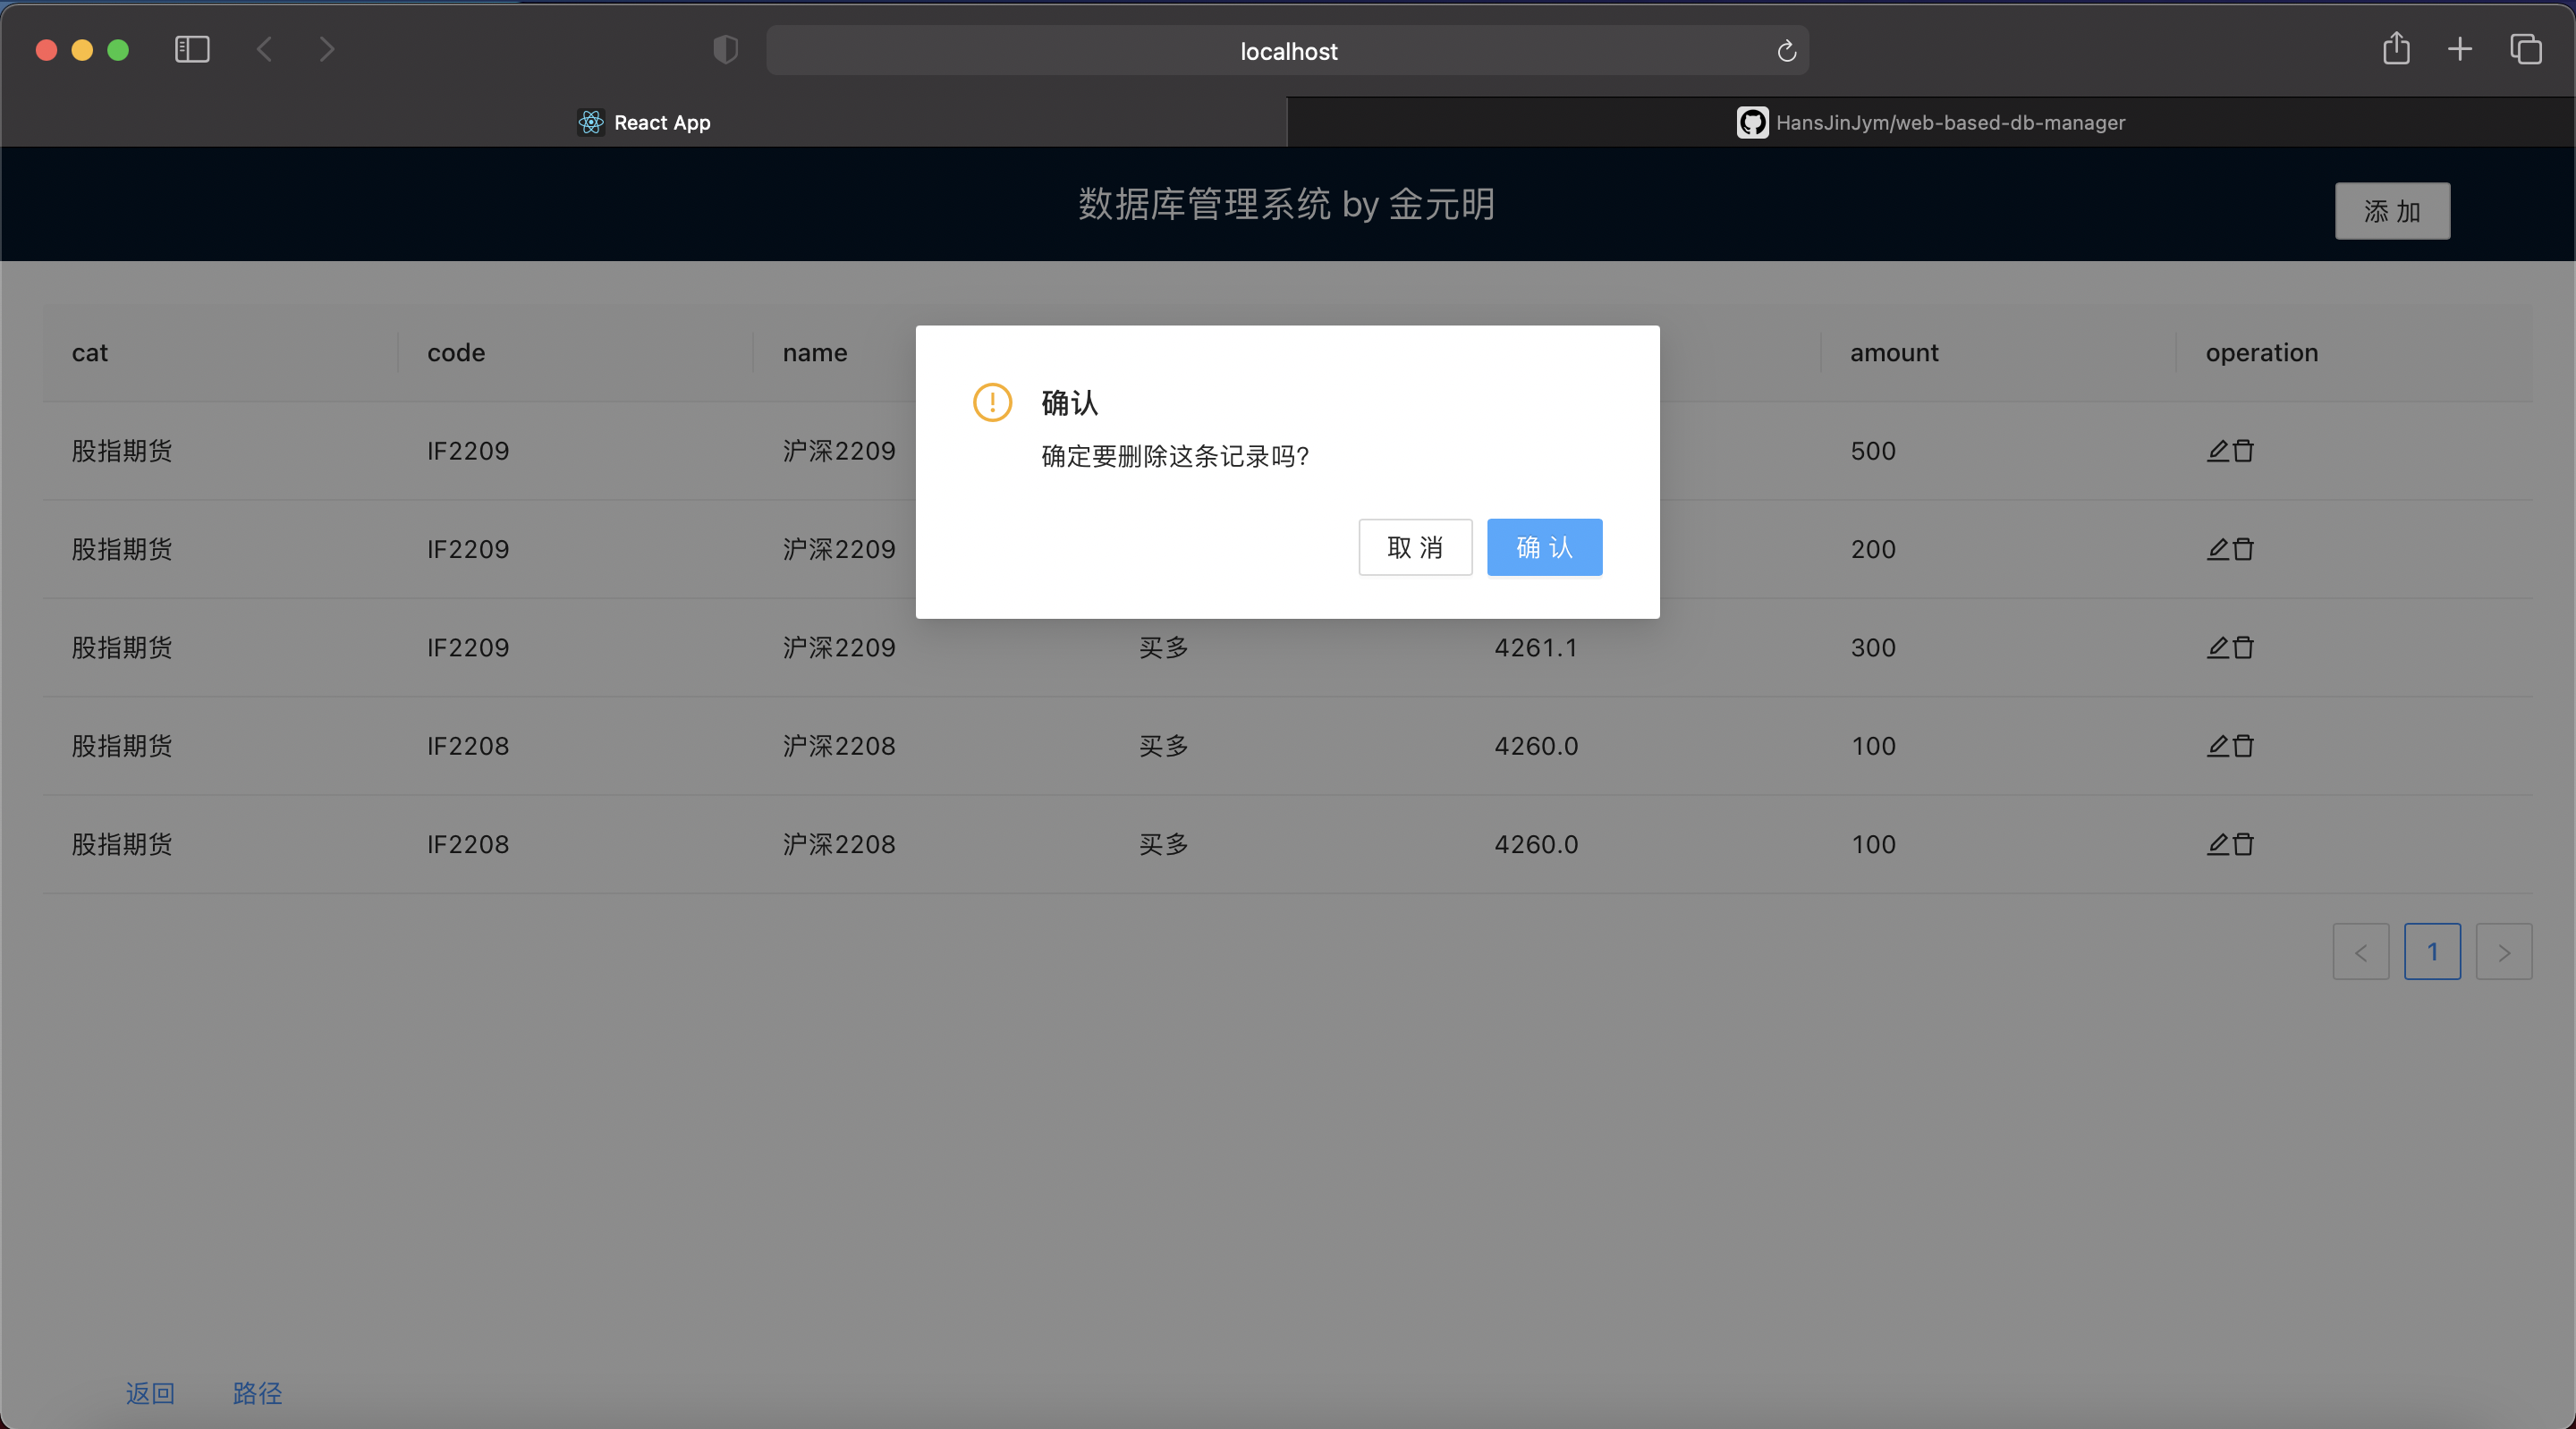 localhost
React App
HansJinJym/web-based-db-manager
数据库管理系统 by 金元明
添 加
cat code name amount operation
确认
确定要删除这条记录吗?
取 消 确 认
股指期货 IF2209 沪深2209 500
股指期货 IF2209 沪深2209 200
股指期货 IF2209 沪深2209 买多 4261.1 300
股指期货 IF2208 沪深2208 买多 4260.0 100
股指期货 IF2208 沪深2208 买多 4260.0 100
< 1 >
返回 路径